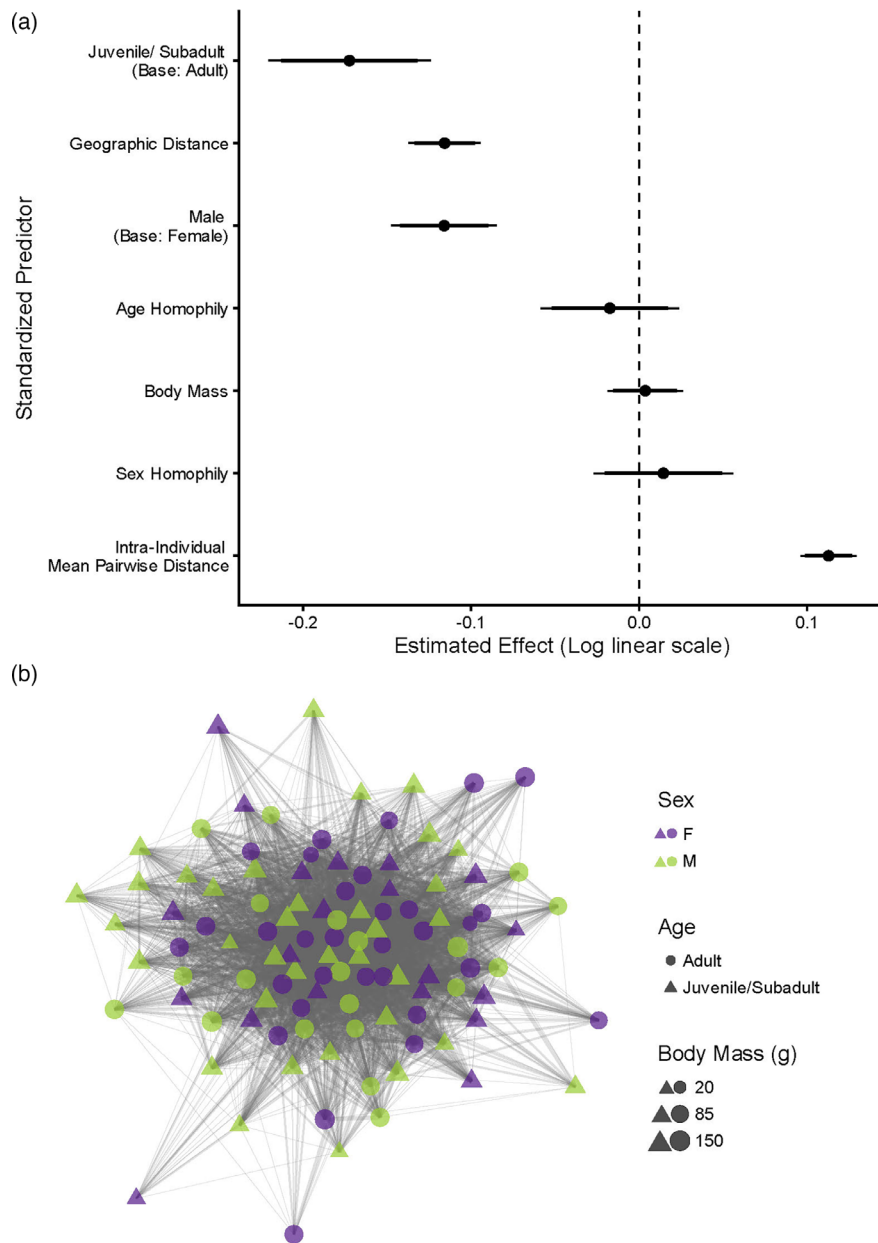 (a)
Juvenile/ Subadult
(Base: Adult)
Geographic Distance
Male
(Base: Female)
Age Homophily
Body Mass
Sex Homophily
Intra-Individual
Mean Pairwise Distance
Standardized Predictor
-0.2
-0.1
0.0
0.1
Estimated Effect (Log linear scale)
(b)
Sex
F
M
Age
Adult
Juvenile/Subadult
Body Mass (g)
20
85
150